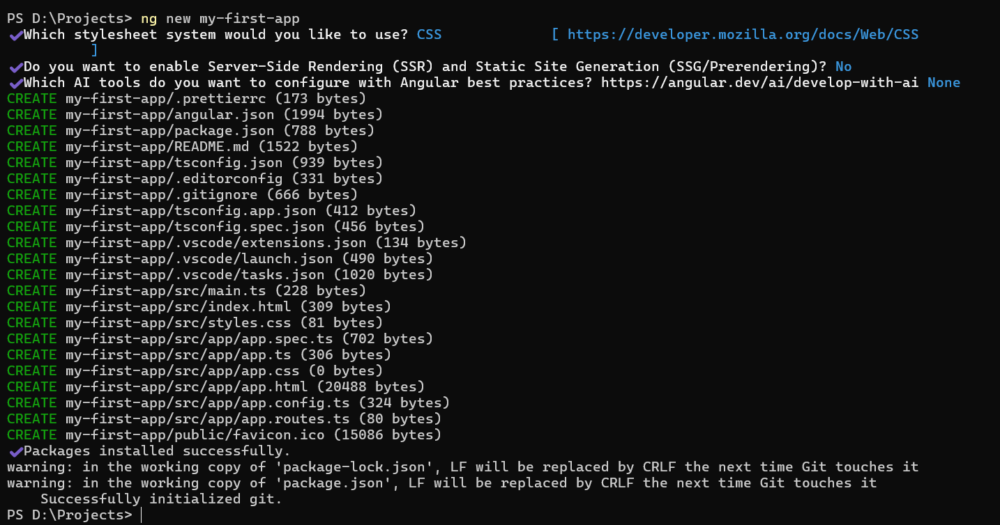 PS D:\Projects> ng new my-first-app
✔Which stylesheet system would you like to use? CSS             [ https://developer.mozilla.org/docs/Web/CSS
          ]
✔Do you want to enable Server-Side Rendering (SSR) and Static Site Generation (SSG/Prerendering)? No
✔Which AI tools do you want to configure with Angular best practices? https://angular.dev/ai/develop-with-ai None
CREATE my-first-app/.prettierrc (173 bytes)
CREATE my-first-app/angular.json (1994 bytes)
CREATE my-first-app/package.json (788 bytes)
CREATE my-first-app/README.md (1522 bytes)
CREATE my-first-app/tsconfig.json (939 bytes)
CREATE my-first-app/.editorconfig (331 bytes)
CREATE my-first-app/.gitignore (666 bytes)
CREATE my-first-app/tsconfig.app.json (412 bytes)
CREATE my-first-app/tsconfig.spec.json (456 bytes)
CREATE my-first-app/.vscode/extensions.json (134 bytes)
CREATE my-first-app/.vscode/launch.json (490 bytes)
CREATE my-first-app/.vscode/tasks.json (1020 bytes)
CREATE my-first-app/src/main.ts (228 bytes)
CREATE my-first-app/src/index.html (309 bytes)
CREATE my-first-app/src/styles.css (81 bytes)
CREATE my-first-app/src/app/app.spec.ts (702 bytes)
CREATE my-first-app/src/app/app.ts (306 bytes)
CREATE my-first-app/src/app/app.css (0 bytes)
CREATE my-first-app/src/app/app.html (20488 bytes)
CREATE my-first-app/src/app/app.config.ts (324 bytes)
CREATE my-first-app/src/app/app.routes.ts (80 bytes)
CREATE my-first-app/public/favicon.ico (15086 bytes)
✔Packages installed successfully.
warning: in the working copy of 'package-lock.json', LF will be replaced by CRLF the next time Git touches it
warning: in the working copy of 'package.json', LF will be replaced by CRLF the next time Git touches it
    Successfully initialized git.
PS D:\Projects>